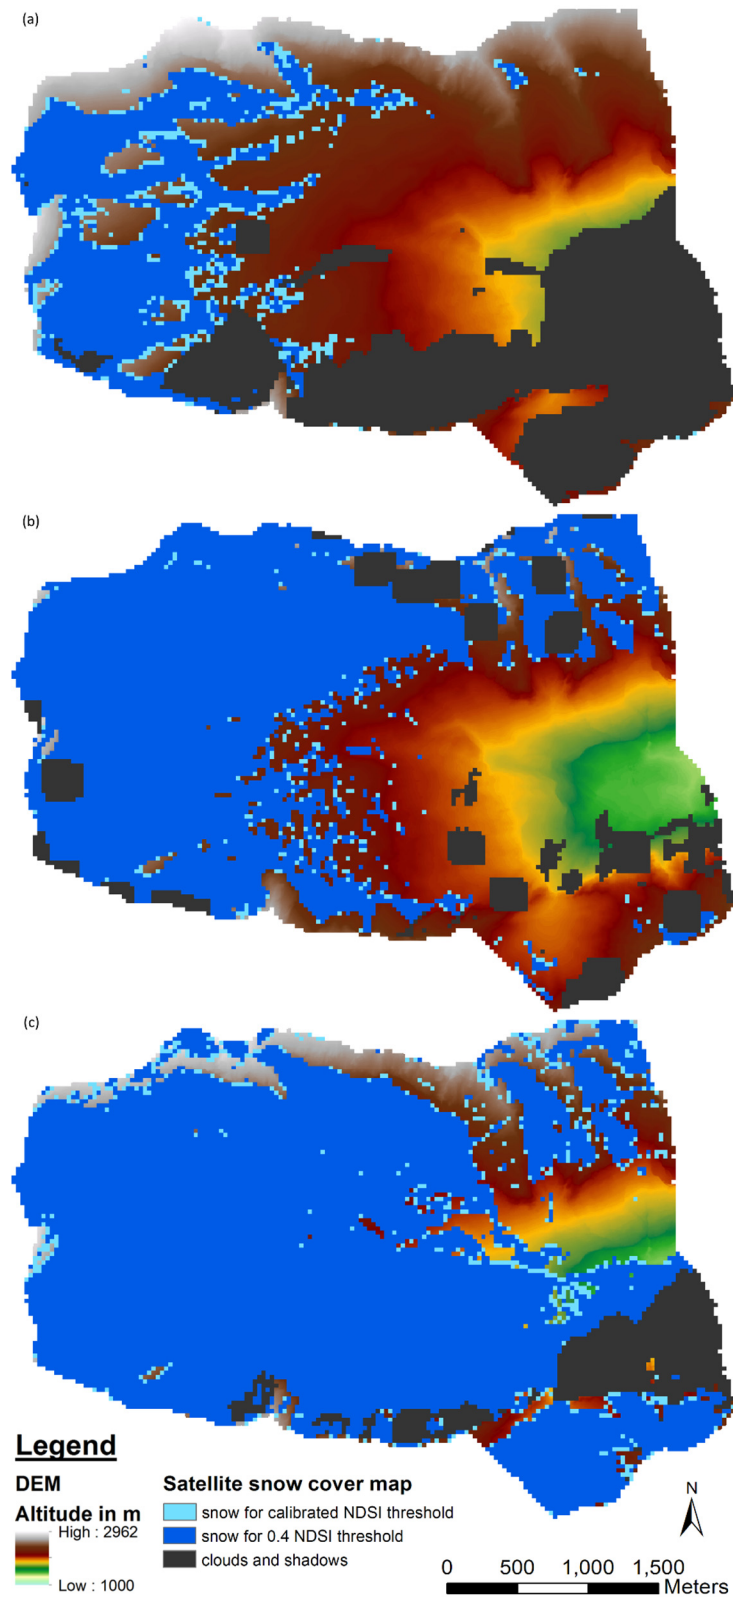 (a)
(b)
(c)
Legend
DEM
Altitude in m
High : 2962
Low : 1000
Satellite snow cover map
snow for calibrated NDSI threshold
snow for 0.4 NDSI threshold
clouds and shadows
N
0 500 1,000 1,500
Meters